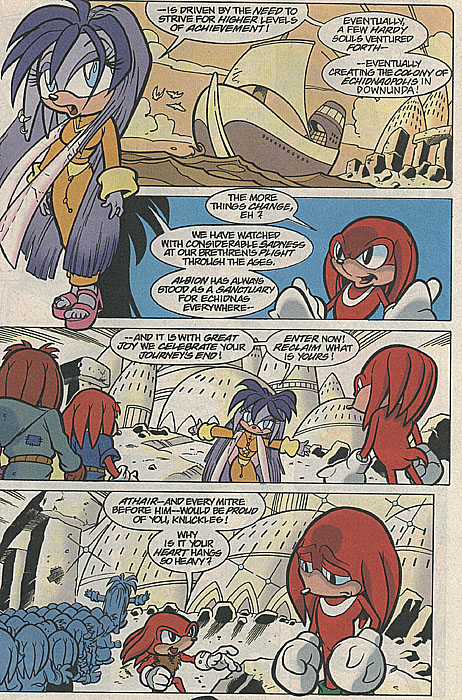 —IS DRIVEN BY THE NEED TO
STRIVE FOR HIGHER LEVELS
OF ACHIEVEMENT!
EVENTUALLY,
A FEW HARDY
SOULS VENTURED
FORTH—
--EVENTUALLY
CREATING THE COLONY OF
ECHIDNAOPOLIS IN
DOWNUNDA!
THE MORE
THINGS CHANGE,
EH?
WE HAVE WATCHED
WITH CONSIDERABLE SADNESS
AT OUR BRETHREN'S PLIGHT
THROUGH THE AGES.
ALBION HAS ALWAYS
STOOD AS A SANCTUARY
FOR ECHIDNAS
EVERYWHERE--
--AND IT IS WITH GREAT
JOY WE CELEBRATE YOUR
JOURNEY'S END!
ENTER NOW!
RECLAIM WHAT
IS YOURS!
ATHAIR—AND EVERY MITRE
BEFORE HIM—WOULD BE PROUD
OF YOU, KNUCKLES!
WHY
IS IT YOUR
HEART HANGS
SO HEAVY?